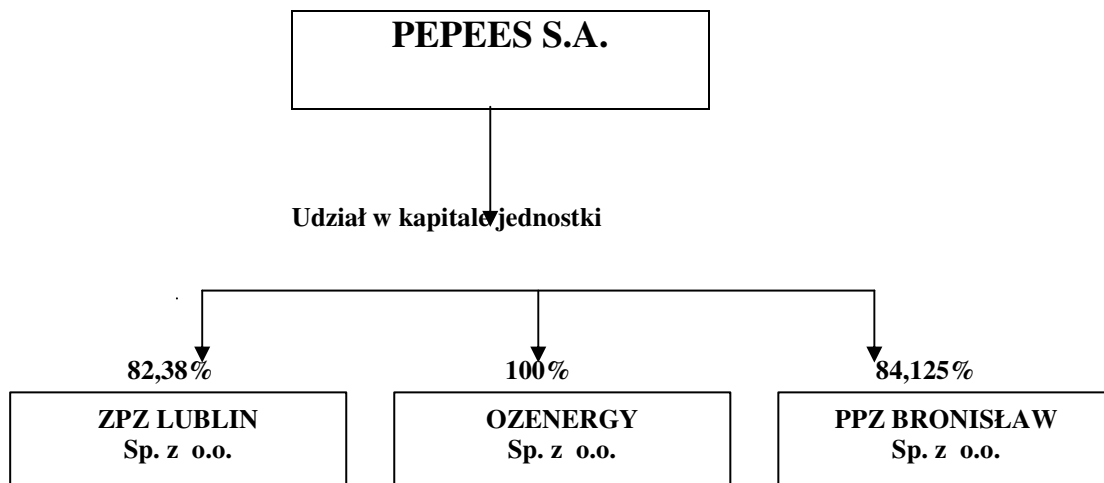 PEPEES S.A.
Udział w kapitale jednostki
82,38%
100%
84,125%
ZPZ LUBLIN
Sp. z o.o.
OZENERGY
Sp. z o.o.
PPZ BRONISŁAW
Sp. z o.o.